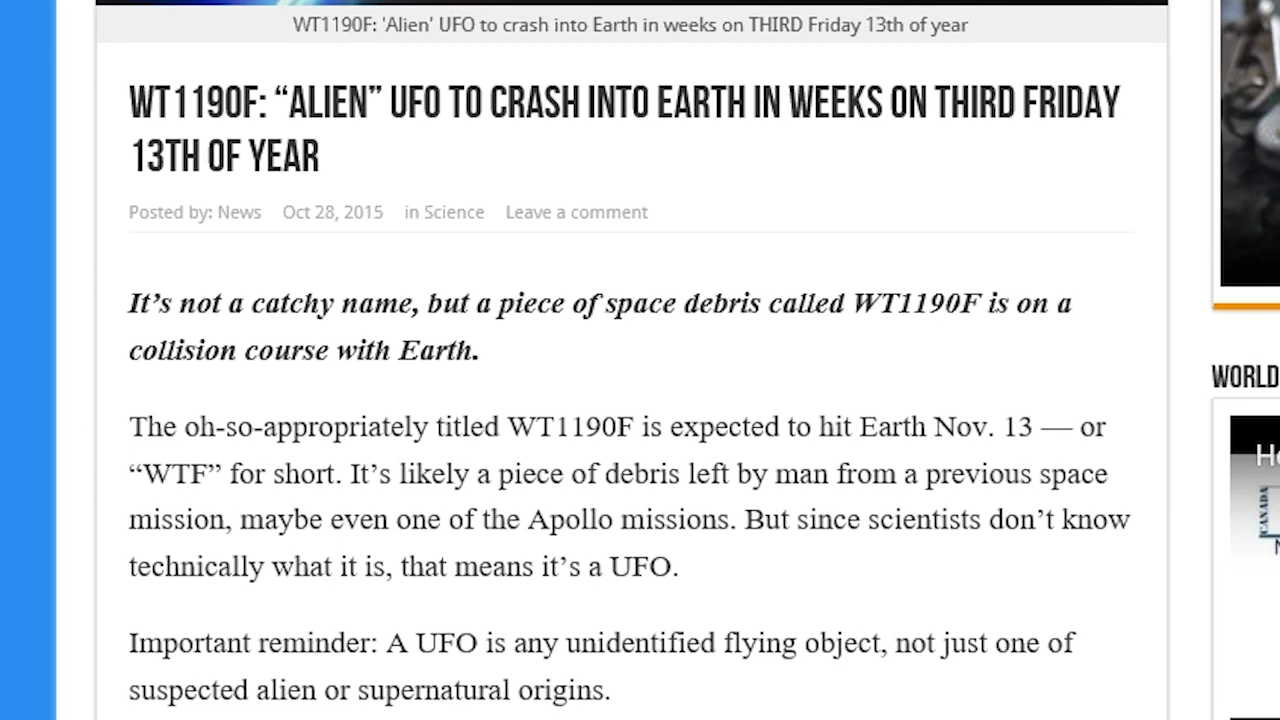 WT1190F: 'Alien' UFO to crash into Earth in weeks on THIRD Friday 13th of year
WT1190F: “ALIEN” UFO TO CRASH INTO EARTH IN WEEKS ON THIRD FRIDAY
13TH OF YEAR
Posted by: News Oct 28, 2015 in Science Leave a comment
It’s not a catchy name, but a piece of space debris called WT1190F is on a
collision course with Earth.
The oh-so-appropriately titled WT1190F is expected to hit Earth Nov. 13 — or
“WTF” for short. It’s likely a piece of debris left by man from a previous space
mission, maybe even one of the Apollo missions. But since scientists don’t know
technically what it is, that means it’s a UFO.
Important reminder: A UFO is any unidentified flying object, not just one of
suspected alien or supernatural origins.
WORLD
CANADA